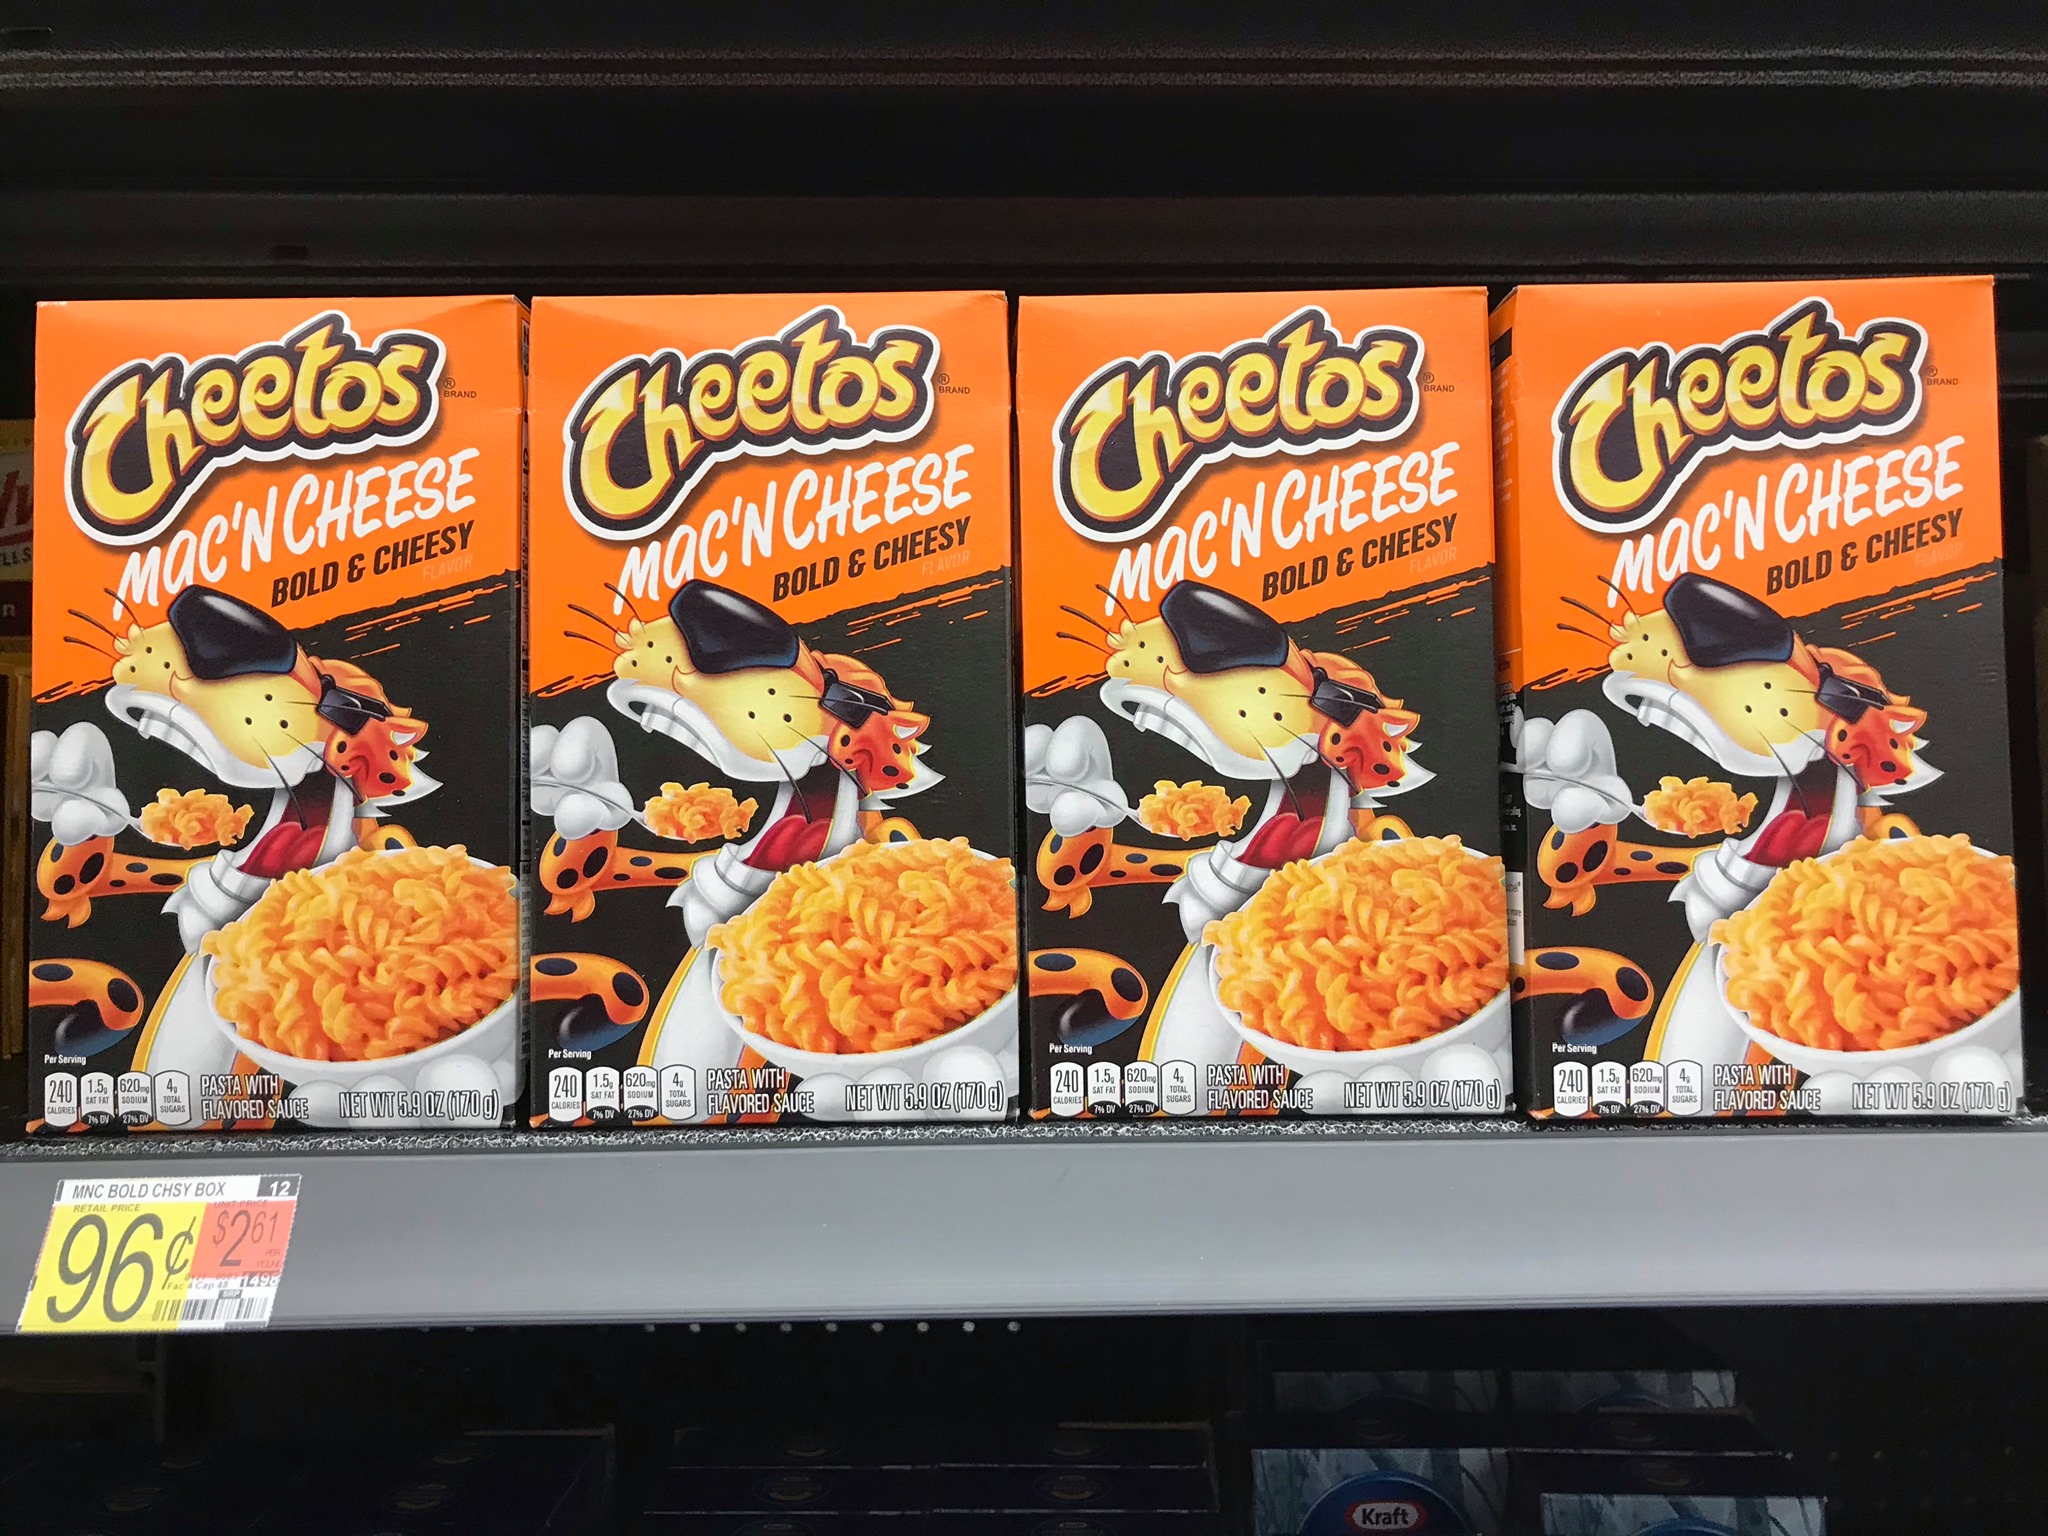 Cheetos
® BRAND
MAC'N CHEESE
BOLD & CHEESY
FLAVOR
Per Serving
240 CALORIES
1.5g SAT FAT 7% DV
620mg SODIUM 27% DV
4g TOTAL SUGARS
PASTA WITH
FLAVORED SAUCE
NET WT 5.9 OZ (170 g)
Cheetos
® BRAND
MAC'N CHEESE
BOLD & CHEESY
FLAVOR
Per Serving
240 CALORIES
1.5g SAT FAT 7% DV
620mg SODIUM 27% DV
4g TOTAL SUGARS
PASTA WITH
FLAVORED SAUCE
NET WT 5.9 OZ (170 g)
Cheetos
® BRAND
MAC'N CHEESE
BOLD & CHEESY
FLAVOR
Per Serving
240 CALORIES
1.5g SAT FAT 7% DV
620mg SODIUM 27% DV
4g TOTAL SUGARS
PASTA WITH
FLAVORED SAUCE
NET WT 5.9 OZ (170 g)
Cheetos
® BRAND
MAC'N CHEESE
BOLD & CHEESY
FLAVOR
Per Serving
240 CALORIES
1.5g SAT FAT 7% DV
620mg SODIUM 27% DV
4g TOTAL SUGARS
PASTA WITH
FLAVORED SAUCE
NET WT 5.9 OZ (170 g)
MNC BOLD CHSY BOX 12
RETAIL PRICE UNIT PRICE
96¢ $2.61
PER
POUND
1498
Fac 4 Cap 48
SRP
Kraft